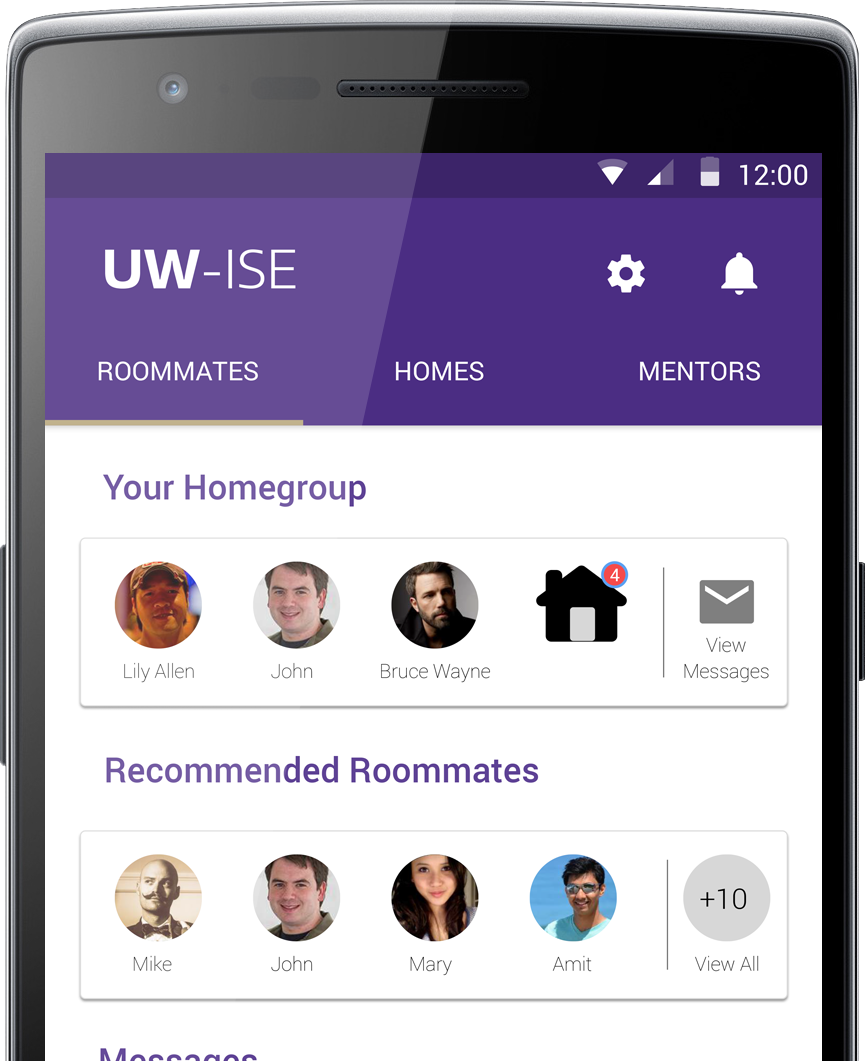 12:00
UW-ISE
ROOMMATES HOMES MENTORS
Your Homegroup
4
View
Messages
Lily Allen John Bruce Wayne
Recommended Roommates
+10
Mike John Mary Amit View All
Messages